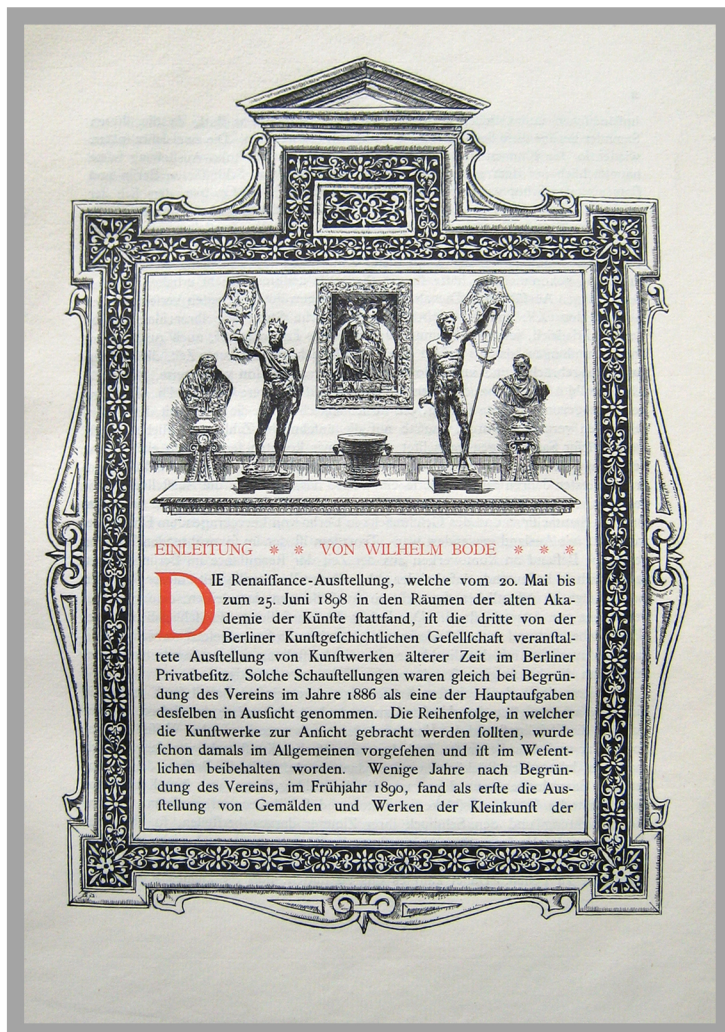 EINLEITUNG * * VON WILHELM BODE * * *
DIE Renaiſſance-Ausſtellung, welche vom 20. Mai bis
zum 25. Juni 1898 in den Räumen der alten Aka-
demie der Künſte ſtattfand, iſt die dritte von der
Berliner Kunſtgeſchichtlichen Geſellſchaft veranſtal-
tete Ausſtellung von Kunſtwerken älterer Zeit im Berliner
Privatbeſitz. Solche Schauſtellungen waren gleich bei Begrün-
dung des Vereins im Jahre 1886 als eine der Hauptaufgaben
desſelben in Ausſicht genommen. Die Reihenfolge, in welcher
die Kunſtwerke zur Anſicht gebracht werden ſollten, wurde
ſchon damals im Allgemeinen vorgeſehen und iſt im Weſent-
lichen beibehalten worden. Wenige Jahre nach Begrün-
dung des Vereins, im Frühjahr 1890, fand als erſte die Aus-
ſtellung von Gemälden und Werken der Kleinkunſt der